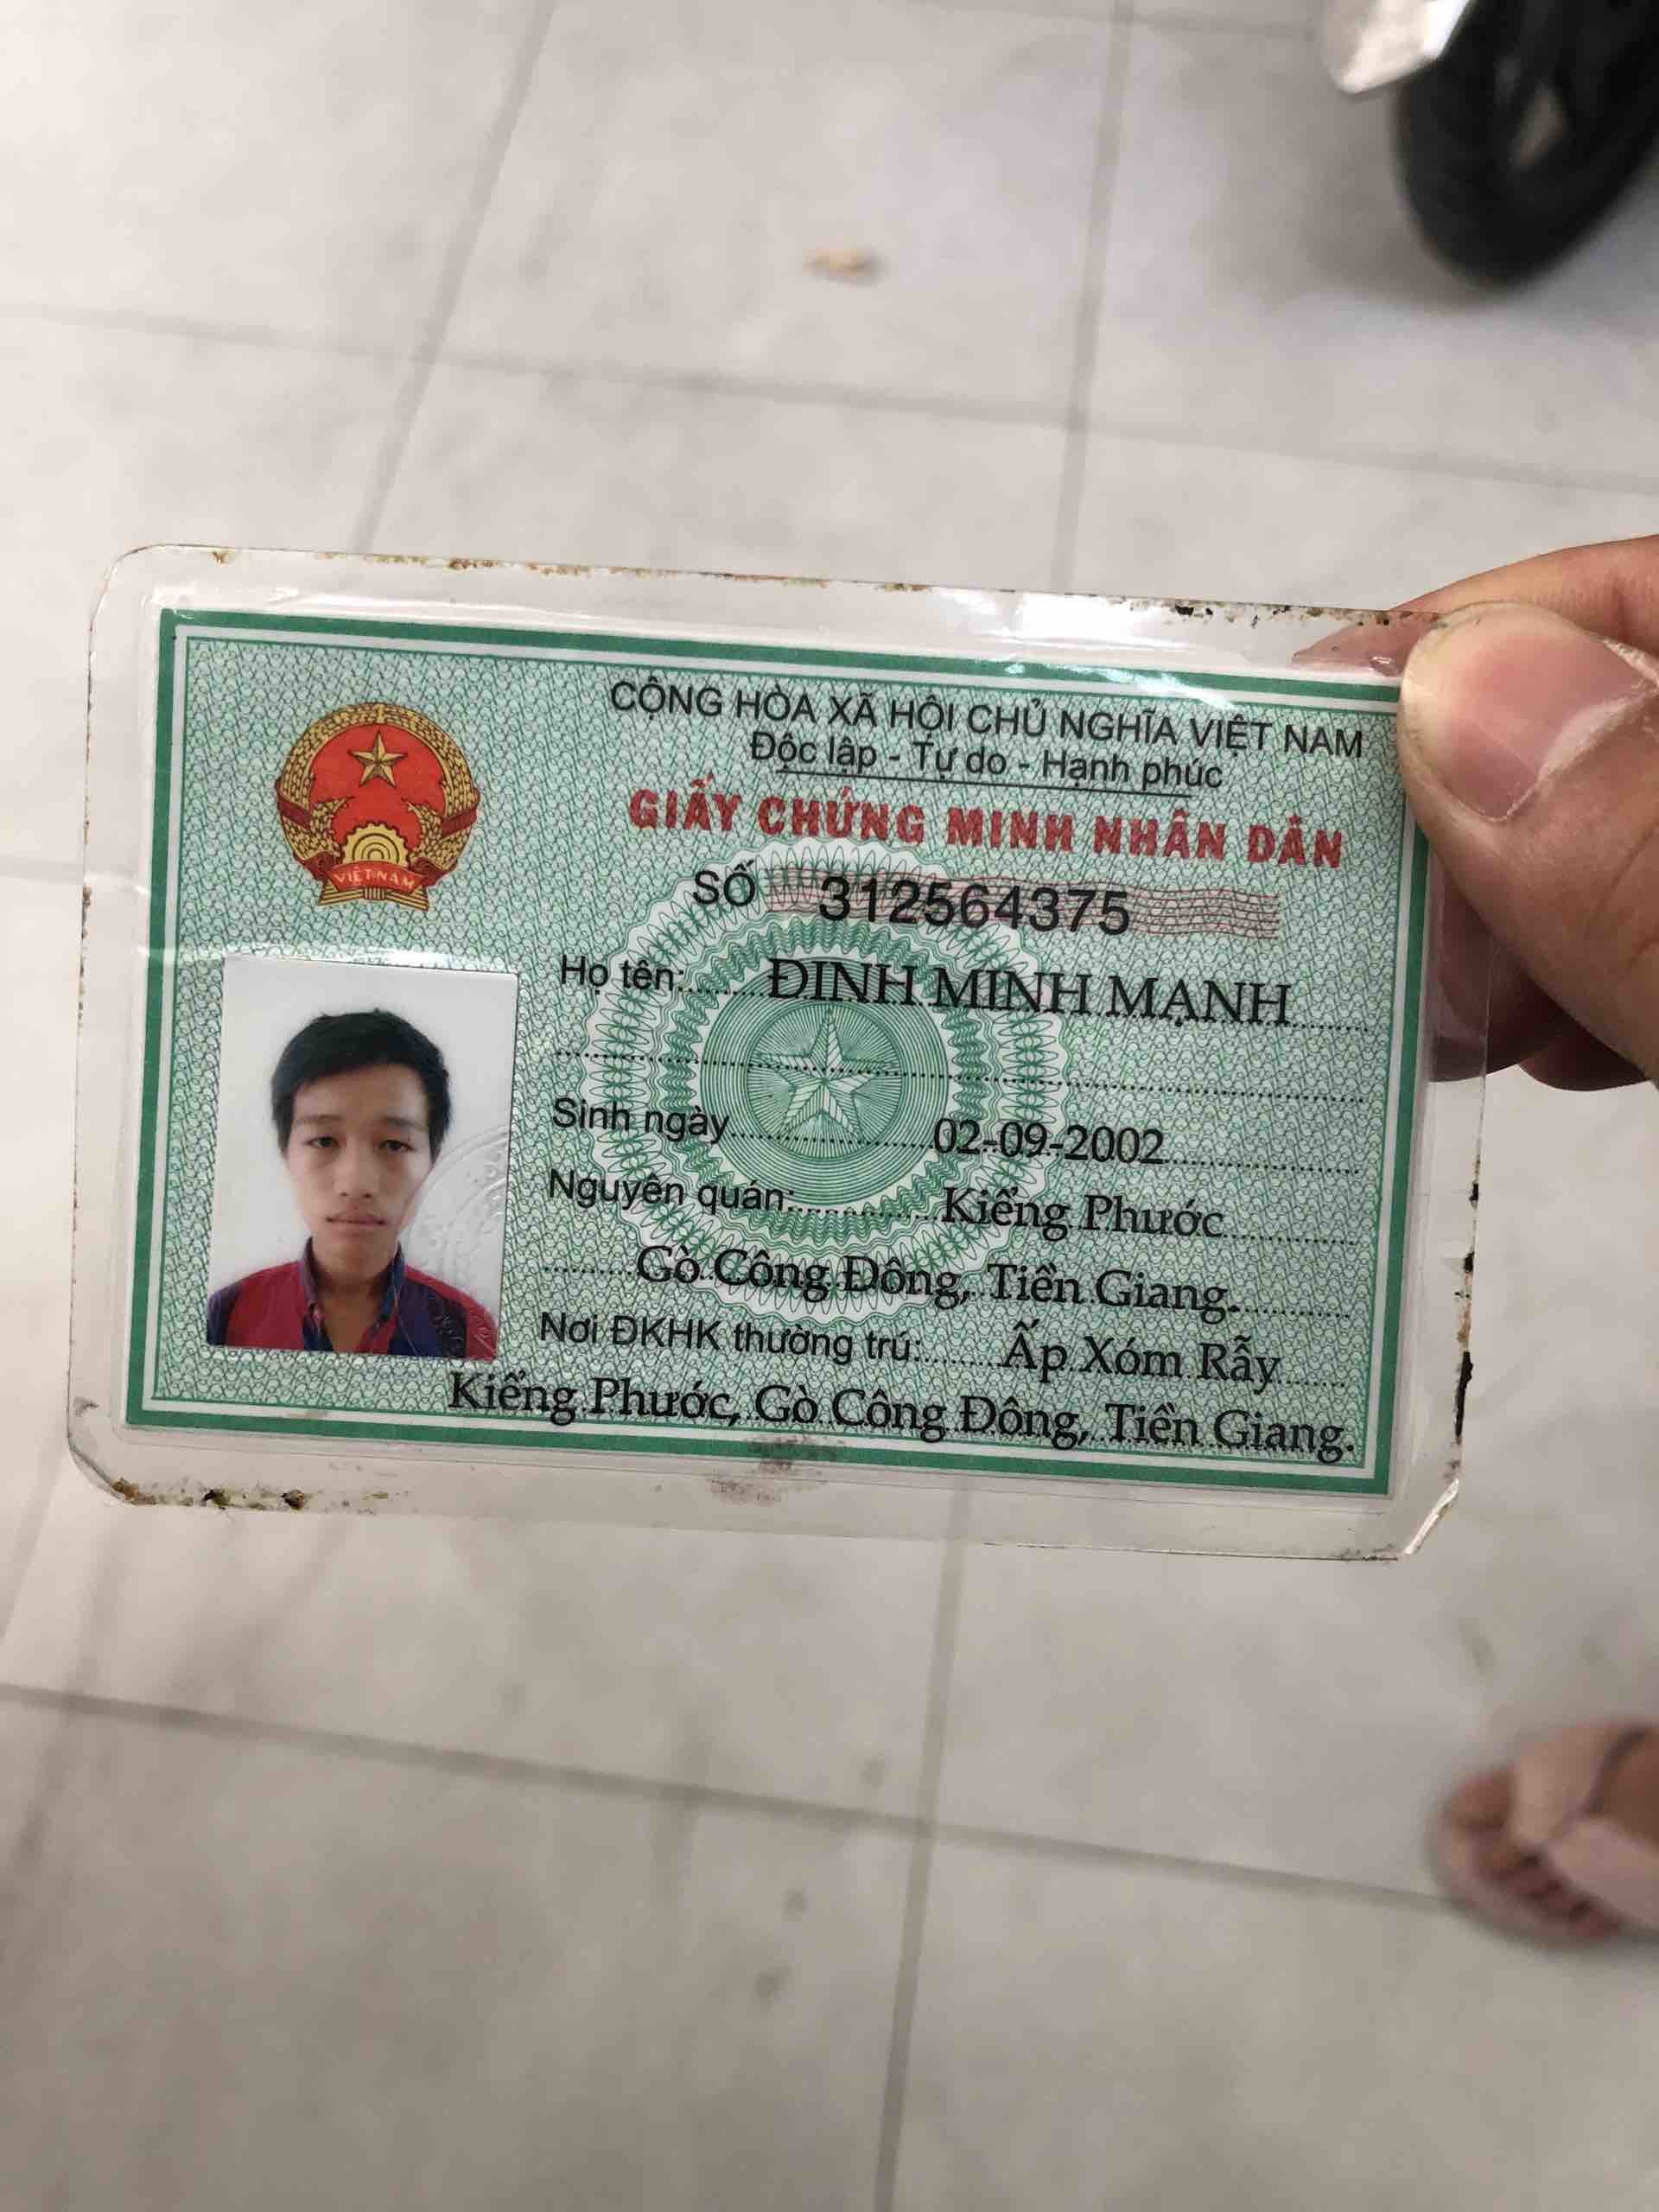 CỘNG HÒA XÃ HỘI CHỦ NGHĨA VIỆT NAM
Độc lập - Tự do - Hạnh phúc
GIẤY CHỨNG MINH NHÂN DÂN
SỐ 312564375
VIỆT NAM
Họ tên: ĐINH MINH MẠNH
Sinh ngày 02-09-2002
Nguyên quán: Kiểng Phước
Gò Công Đông, Tiền Giang.
Nơi ĐKHK thường trú: Ấp Xóm Rẫy
Kiểng Phước, Gò Công Đông, Tiền Giang.